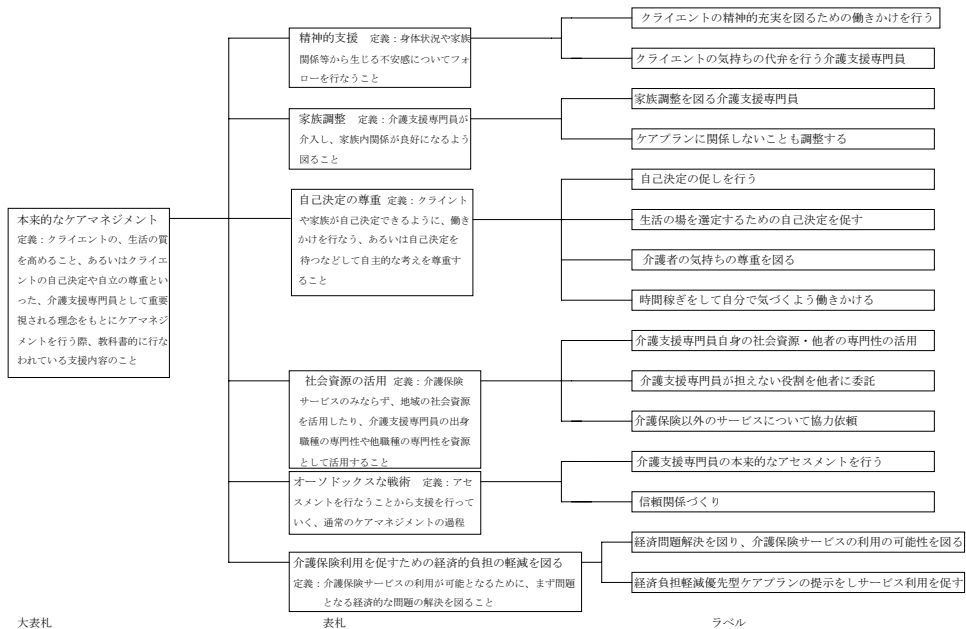 本来的なケアマネジメント
定義：クライエントの、生活の質
を高めること、あるいはクライエ
ントの自己決定や自立の尊重とい
った、介護支援専門員として重要
視される理念をもとにケアマネジ
メントを行う際、教科書的に行な
われている支援内容のこと
精神的支援　定義：身体状況や家族
関係等から生じる不安感についてフォ
ローを行なうこと
クライエントの精神的充実を図るための働きかけを行う
クライエントの気持ちの代弁を行う介護支援専門員
家族調整　定義：介護支援専門員が
介入し、家族内関係が良好になるよう
図ること
家族調整を図る介護支援専門員
ケアプランに関係しないことも調整する
自己決定の尊重　定義：クライント
や家族が自己決定できるように、働き
かけを行なう、あるいは自己決定を
待つなどして自主的な考えを尊重す
ること
自己決定の促しを行う
生活の場を選定するための自己決定を促す
介護者の気持ちの尊重を図る
時間稼ぎをして自分で気づくよう働きかける
社会資源の活用　定義：介護保険
サービスのみならず、地域の社会資源
を活用したり、介護支援専門員の出身
職種の専門性や他職種の専門性を資源
として活用すること
介護支援専門員自身の社会資源・他者の専門性の活用
介護支援専門員が担えない役割を他者に委託
介護保険以外のサービスについて協力依頼
オーソドックスな戦術　定義：アセ
スメントを行なうことから支援を行って
いく、通常のケアマネジメントの過程
介護支援専門員の本来的なアセスメントを行う
信頼関係づくり
介護保険利用を促すための経済的負担の軽減を図る
定義：介護保険サービスの利用が可能となるために、まず問題
となる経済的な問題の解決を図ること
経済問題解決を図り、介護保険サービスの利用の可能性を図る
経済負担軽減優先型ケアプランの提示をしサービス利用を促す
大表札
表札
ラベル